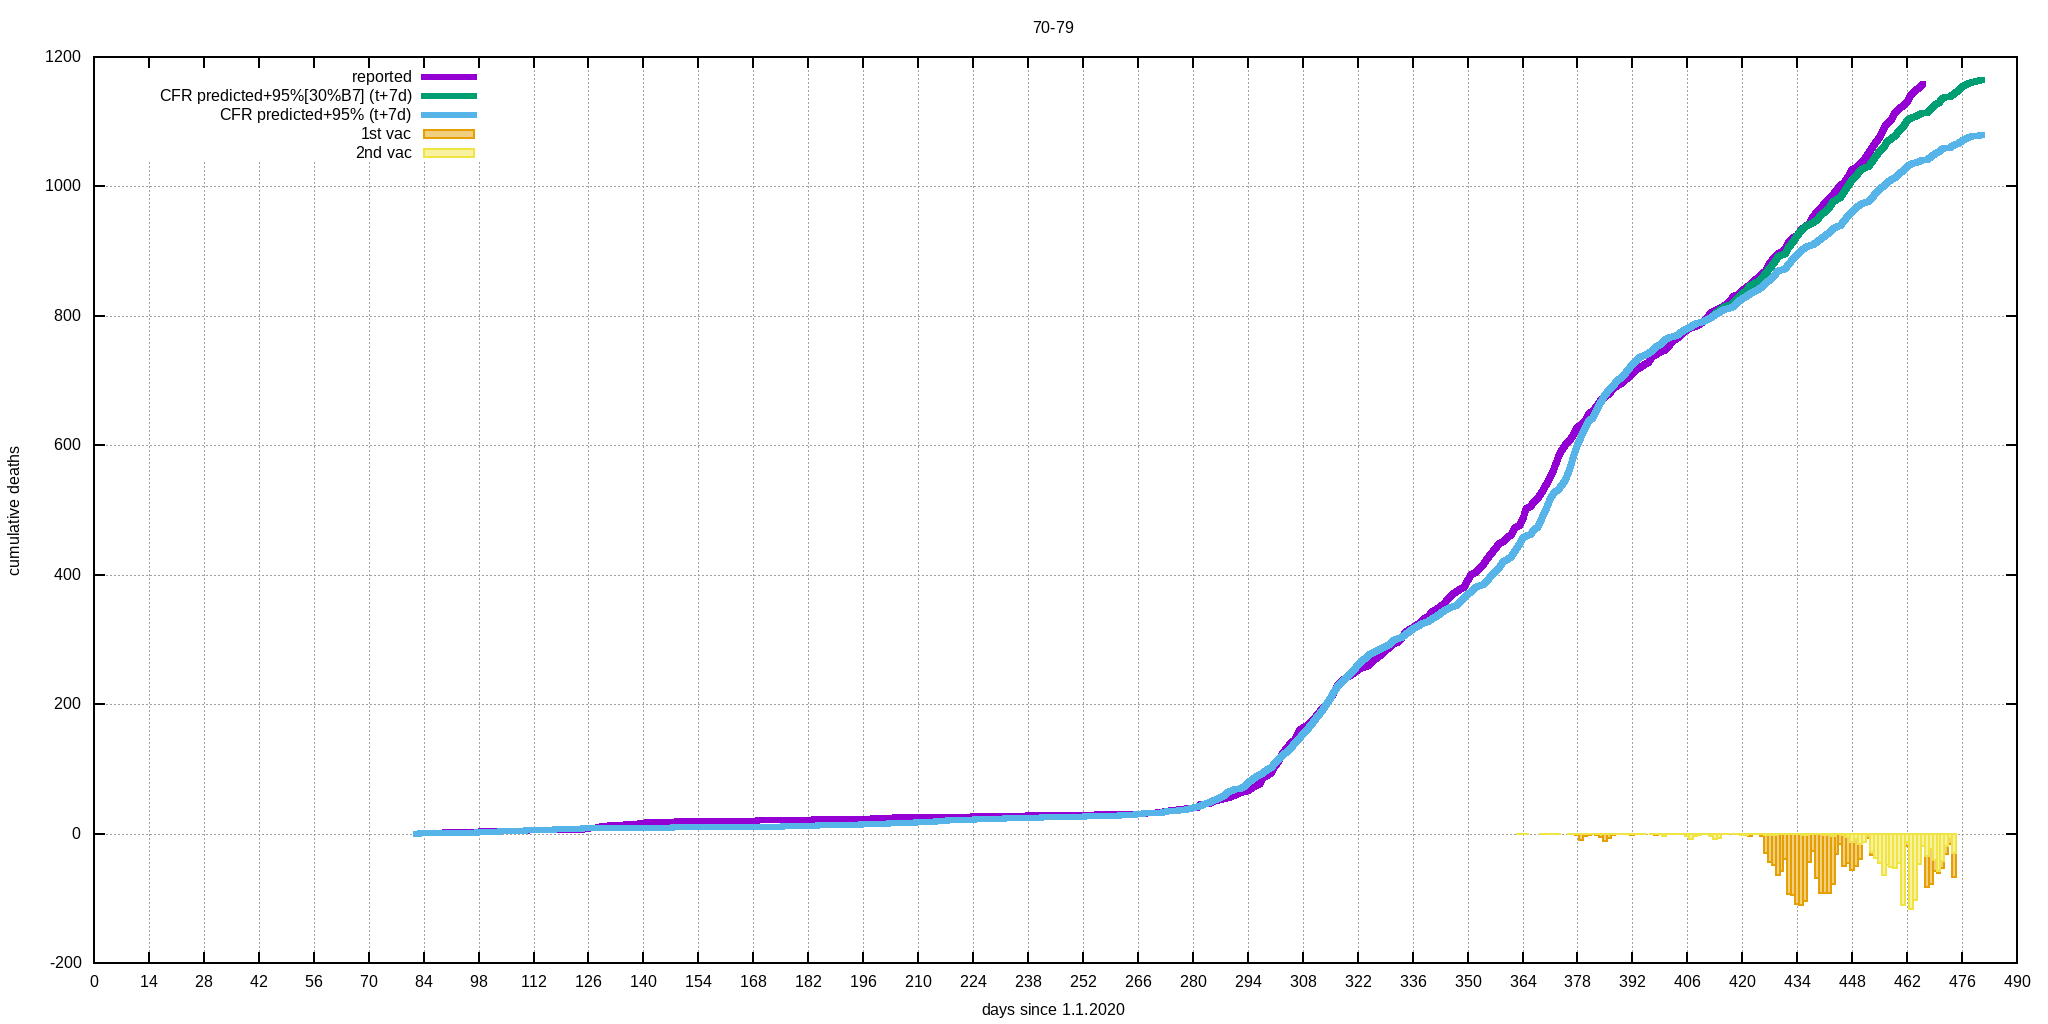 70-79
1200
1000
800
600
400
200
0
-200
cumulative deaths
reported
CFR predicted+95%[30%B7] (t+7d)
CFR predicted+95% (t+7d)
1st vac
2nd vac
0 14 28 42 56 70 84 98 112 126 140 154 168 182 196 210 224 238 252 266 280 294 308 322 336 350 364 378 392 406 420 434 448 462 476 490
days since 1.1.2020